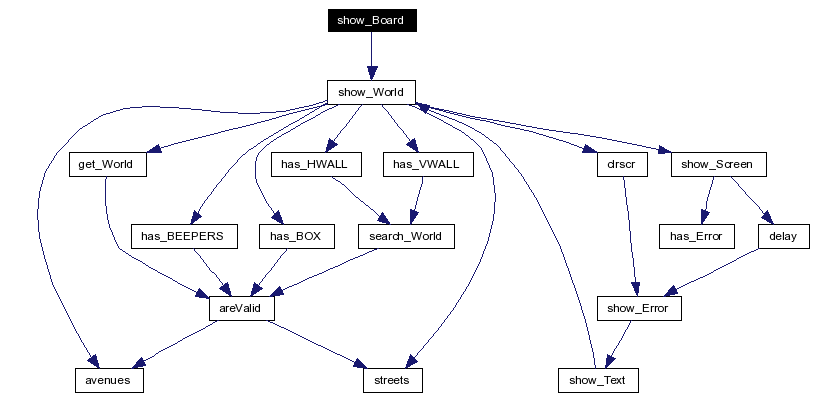 show_Board
show_World
get_World
has_HWALL
has_VWALL
clrscr
show_Screen
has_BEEPERS
has_BOX
search_World
has_Error
delay
areValid
show_Error
avenues
streets
show_Text